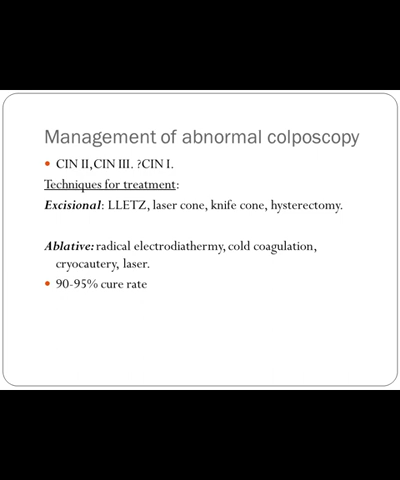 Management of abnormal colposcopy
• CIN II,CIN III. ?CIN I.
Techniques for treatment:
Excisional: LLETZ, laser cone, knife cone, hysterectomy.
Ablative: radical electrodiathermy, cold coagulation,
cryocautery, laser.
• 90-95% cure rate